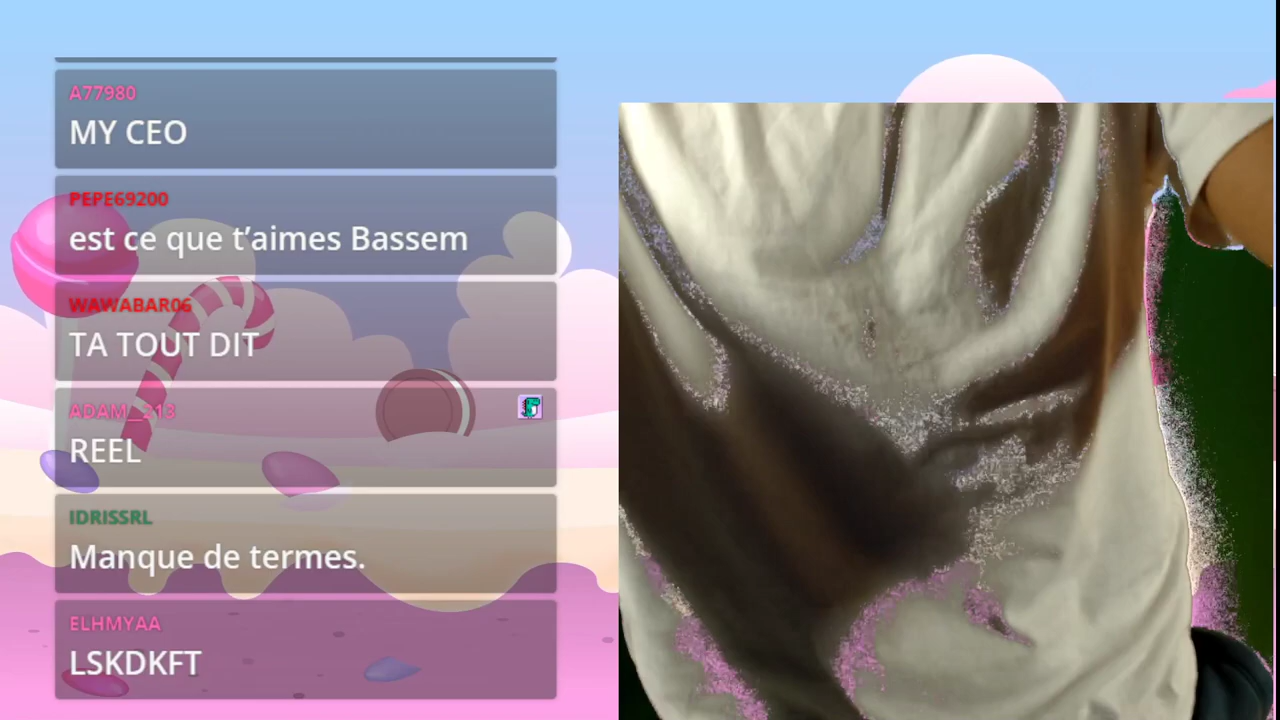 A77980
MY CEO
PEPE69200
est ce que t’aimes Bassem
WAWABAR06
TA TOUT DIT
ADAM_213
REEL
IDRISSRL
Manque de termes.
ELHMYAA
LSKDKFT